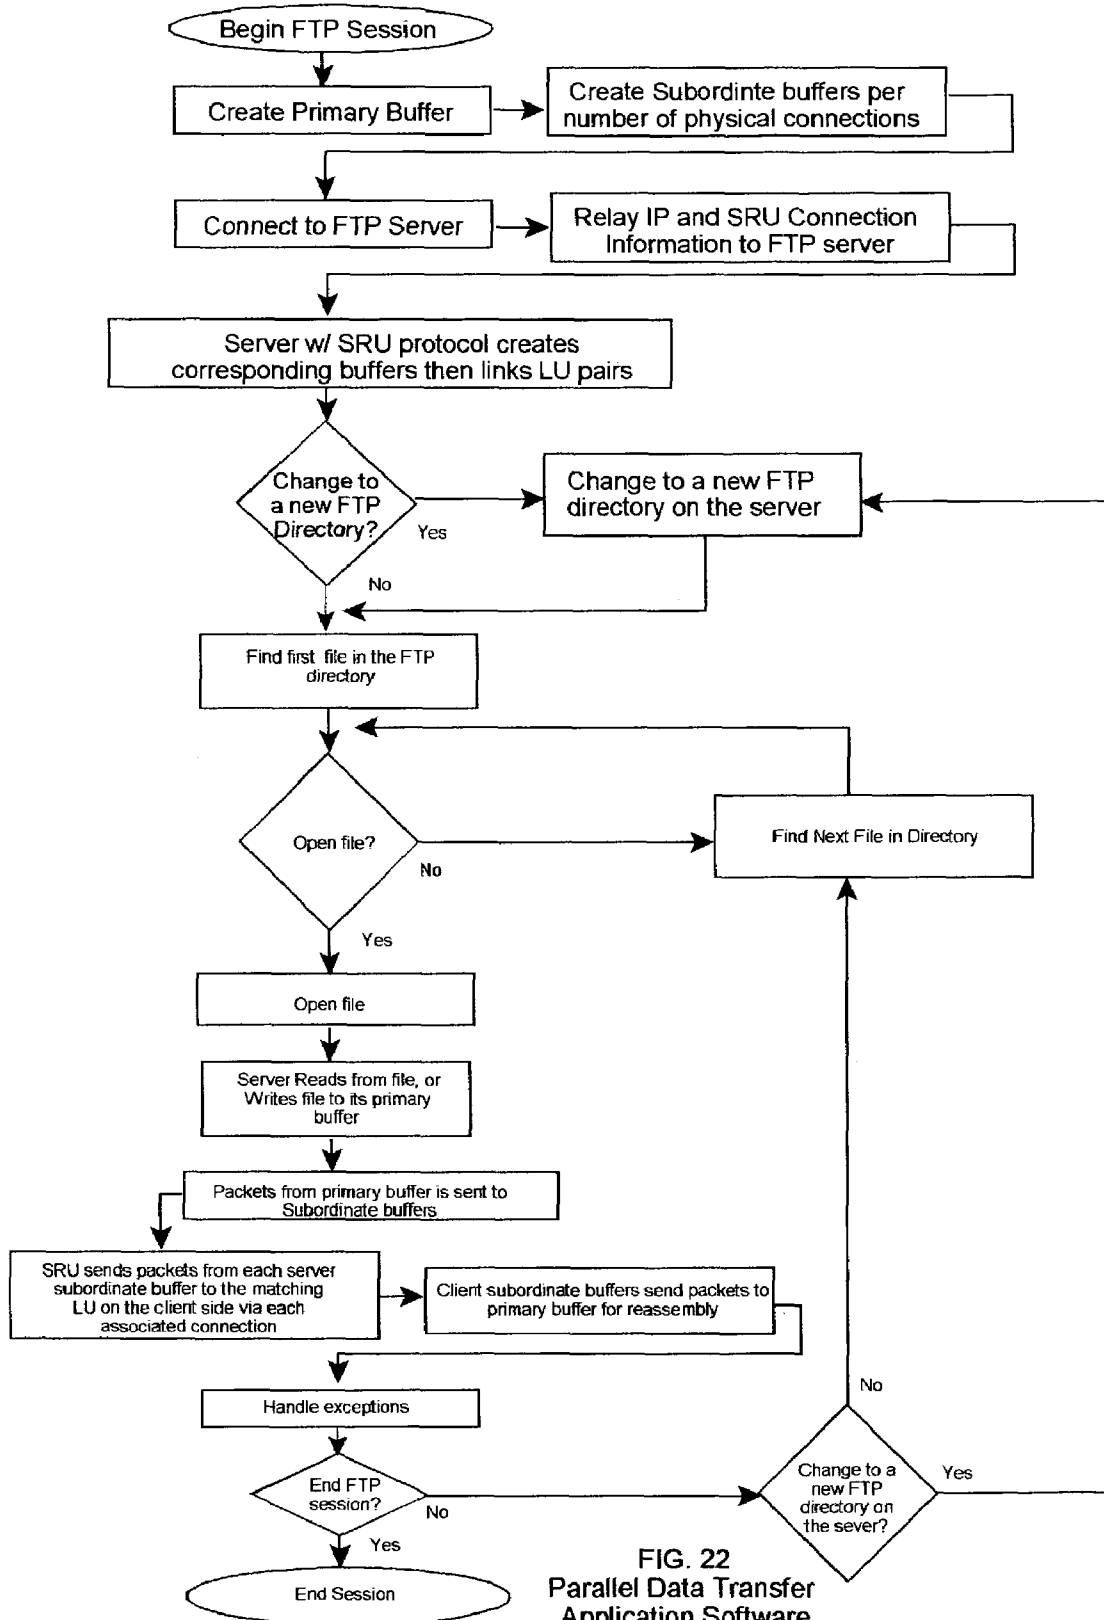 Begin FTP Session
Create Primary Buffer
Create Subordinte buffers per
number of physical connections
Connect to FTP Server
Relay IP and SRU Connection
Information to FTP server
Server w/ SRU protocol creates
corresponding buffers then links LU pairs
Change to
a new FTP
Directory?
Yes
Change to a new FTP
directory on the server
No
Find first file in the FTP
directory
Open file?
No
Find Next File in Directory
Yes
Open file
Server Reads from file, or
Writes file to its primary
buffer
Packets from primary buffer is sent to
Subordinate buffers
SRU sends packets from each server
subordinate buffer to the matching
LU on the client side via each
associated connection
Client subordinate buffers send packets to
primary buffer for reassembly
Handle exceptions
End FTP
session?
No
Yes
No
Change to a
new FTP
directory on
the sever?
Yes
End Session
FIG. 22
Parallel Data Transfer
Application Software